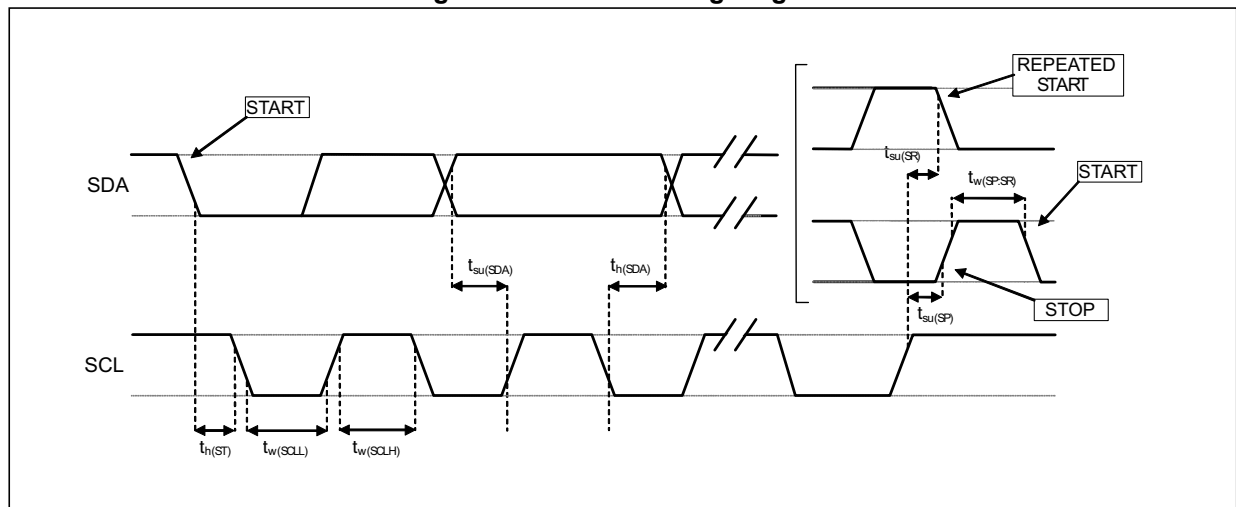 REPEATED
START
START
SDA
t_su(SR)
t_w(SP:SR)
START
t_su(SDA)
t_h(SDA)
t_su(SP)
STOP
SCL
t_h(ST)
t_w(SCLL)
t_w(SCLH)